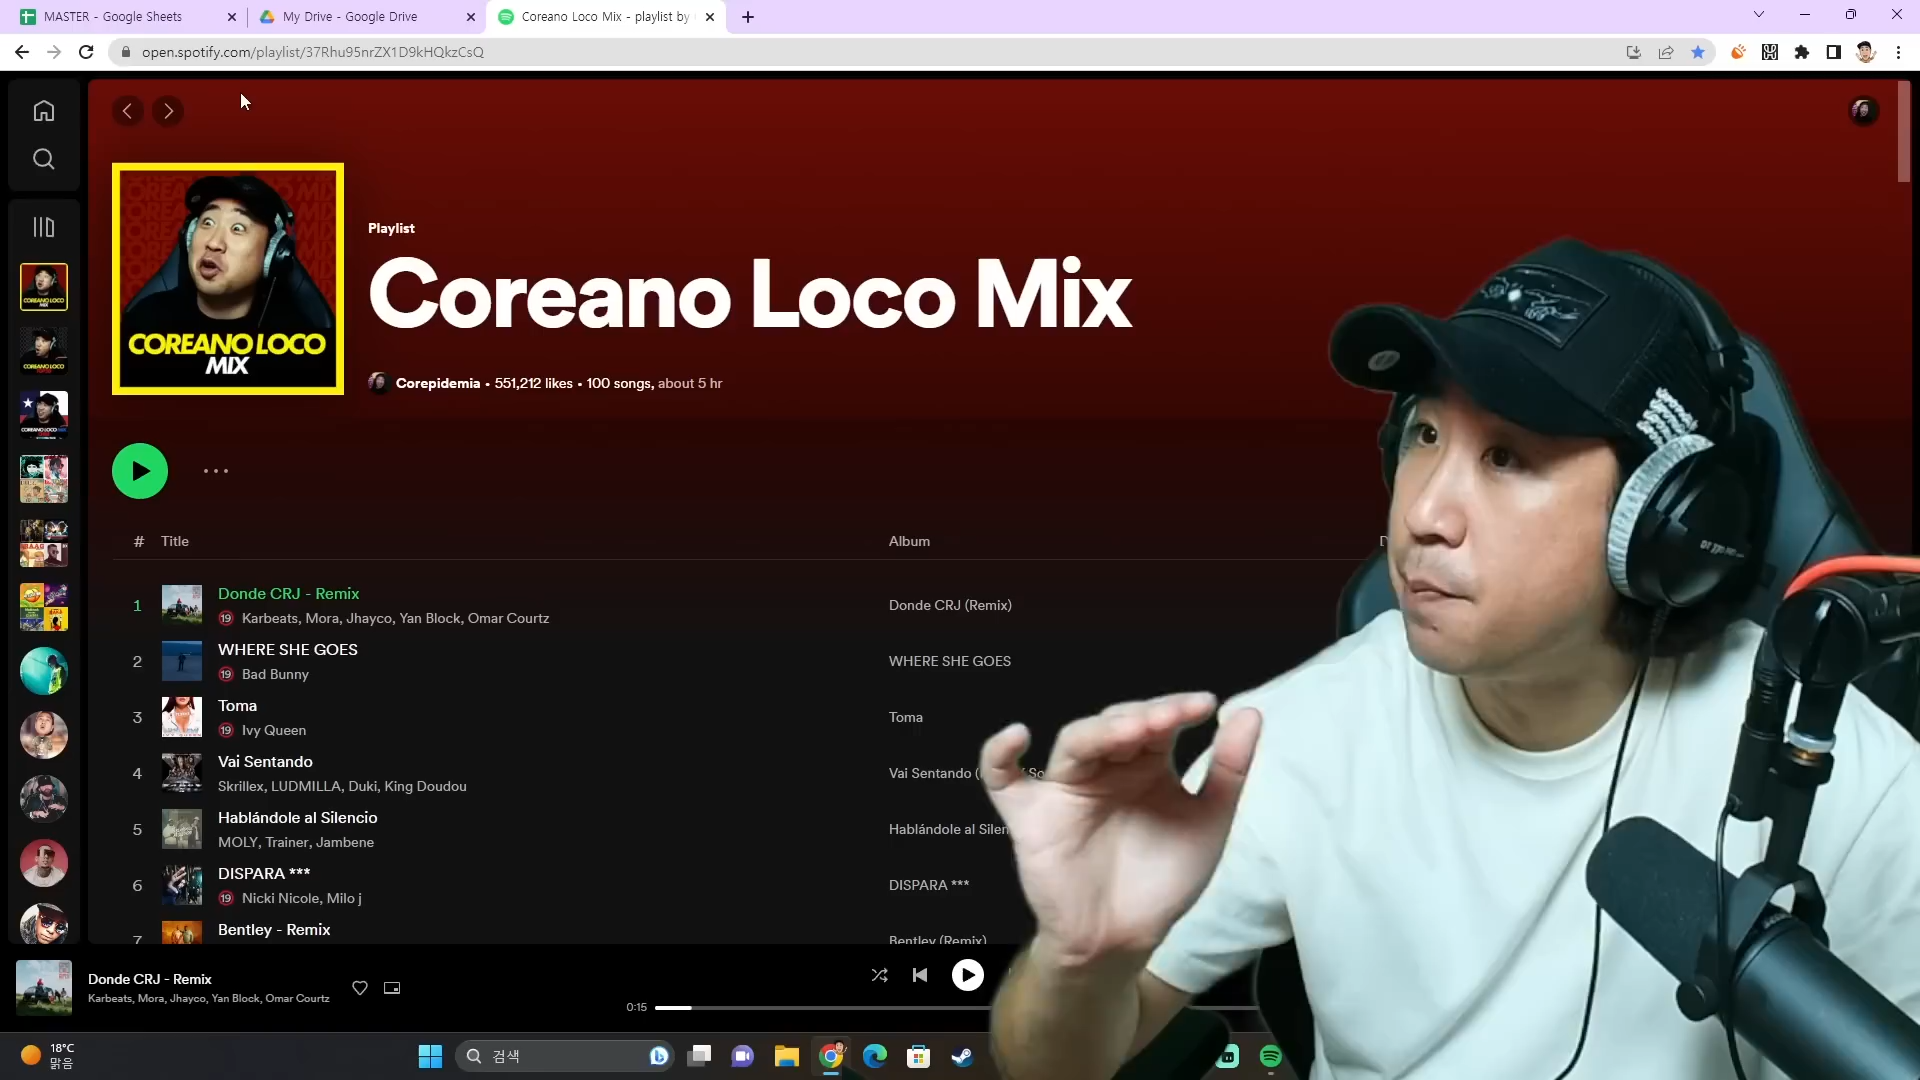 MASTER - Google Sheets
My Drive - Google Drive
Coreano Loco Mix - playlist by
open.spotify.com/playlist/37Rhu95nrZX1D9kHQkzCsQ
COREANO LOCO
MIX
Playlist
Coreano Loco Mix
Corepidemia • 551,212 likes • 100 songs, about 5 hr
# Title Album
1
Donde CRJ - Remix
19 Karbeats, Mora, Jhayco, Yan Block, Omar Courtz
Donde CRJ (Remix)
2
WHERE SHE GOES
19 Bad Bunny
WHERE SHE GOES
3
Toma
19 Ivy Queen
Toma
4
Vai Sentando
Skrillex, LUDMILLA, Duki, King Doudou
Vai Sentando
5
Hablándole al Silencio
MOLY, Trainer, Jambene
Hablándole al
6
DISPARA ***
19 Nicki Nicole, Milo j
DISPARA ***
7
Bentley - Remix
Bentley (Remix)
Donde CRJ - Remix
Karbeats, Mora, Jhayco, Yan Block, Omar Courtz
0:15
18°C
맑음
검색